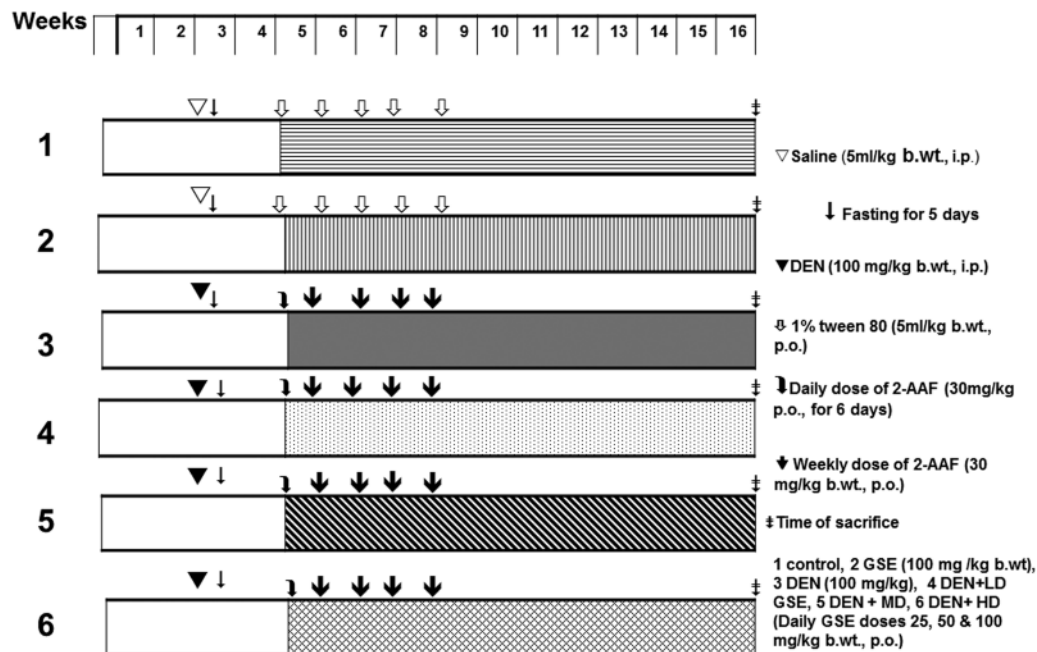 Weeks
1 2 3 4 5 6 7 8 9 10 11 12 13 14 15 16
1
▽ Saline (5ml/kg b.wt., i.p.)
↓ Fasting for 5 days
2
▼ DEN (100 mg/kg b.wt., i.p.)
3
⇩ 1% tween 80 (5ml/kg b.wt.,
p.o.)
Daily dose of 2-AAF (30mg/kg
p.o., for 6 days)
4
Weekly dose of 2-AAF (30
mg/kg b.wt., p.o.)
5
‡ Time of sacrifice
1 control, 2 GSE (100 mg /kg b.wt),
3 DEN (100 mg/kg), 4 DEN+LD
GSE, 5 DEN + MD, 6 DEN+ HD
(Daily GSE doses 25, 50 & 100
mg/kg b.wt., p.o.)
6